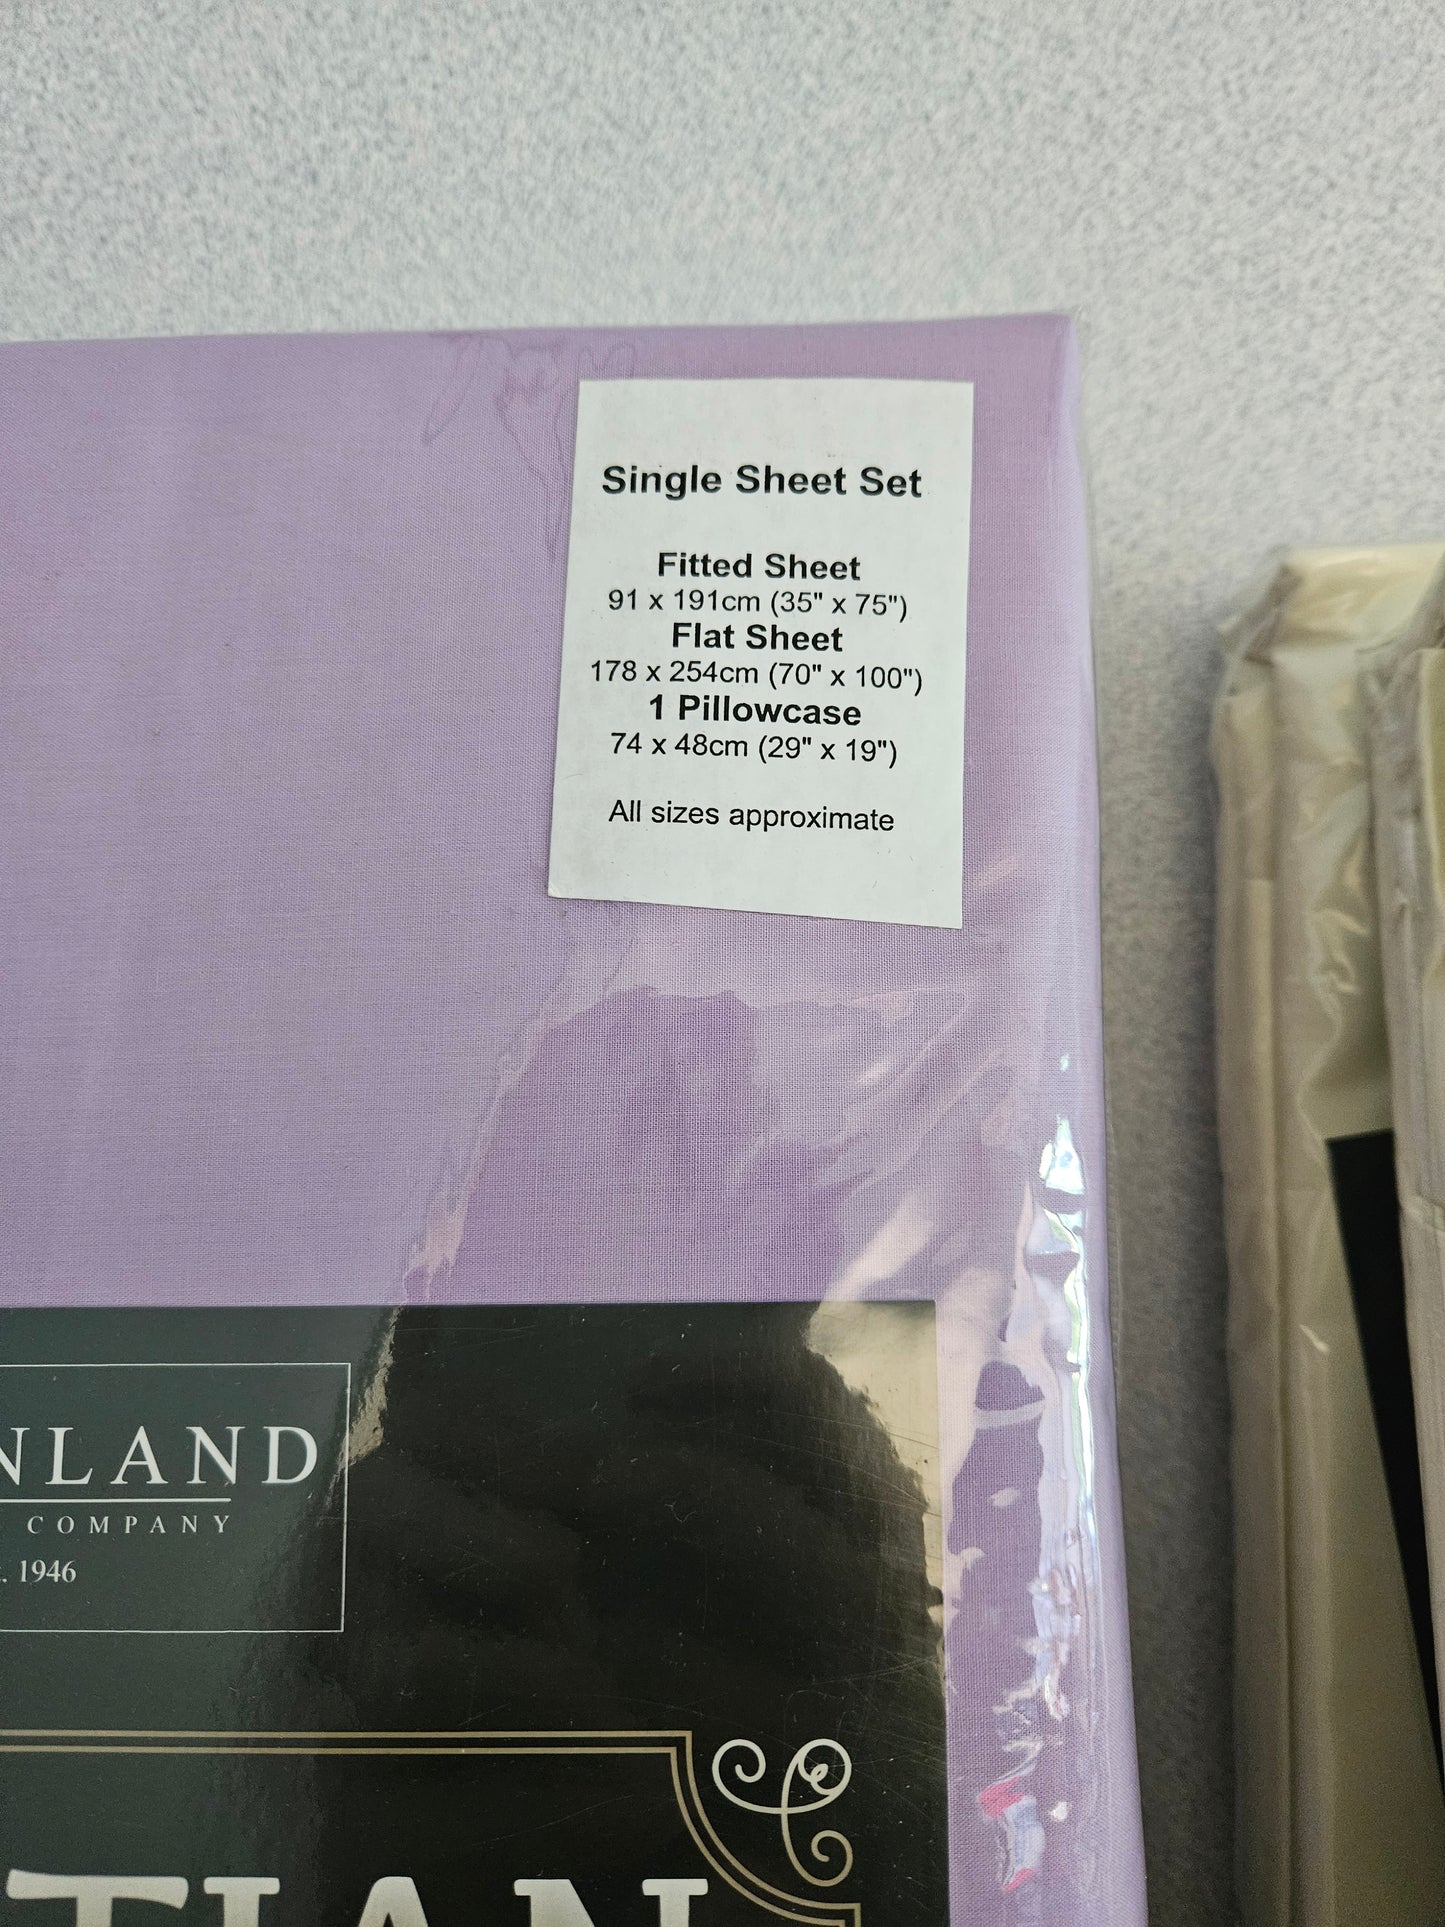 Single Sheet Set
Fitted Sheet
91 x 191cm (35" x 75")
Flat Sheet
178 x 254cm (70" x 100")
1 Pillowcase
74 x 48cm (29" x 19")
All sizes approximate
NLAND
COMPANY
. 1946
TIAN